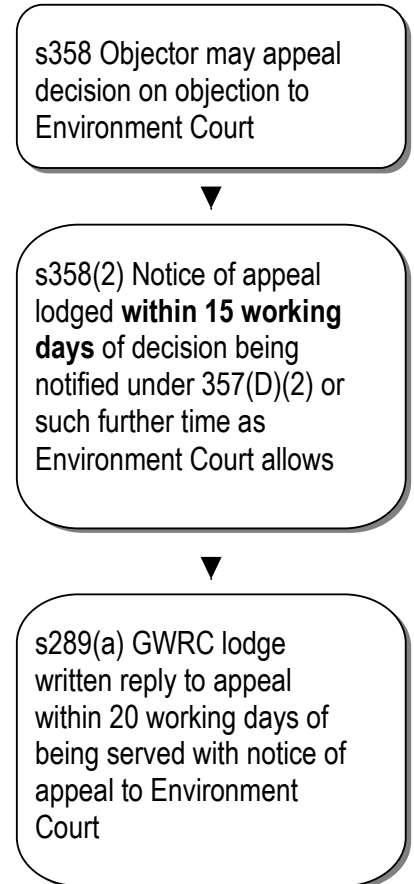 s358 Objector may appeal
decision on objection to
Environment Court
s358(2) Notice of appeal
lodged within 15 working
days of decision being
notified under 357(D)(2) or
such further time as
Environment Court allows
s289(a) GWRC lodge
written reply to appeal
within 20 working days of
being served with notice of
appeal to Environment
Court